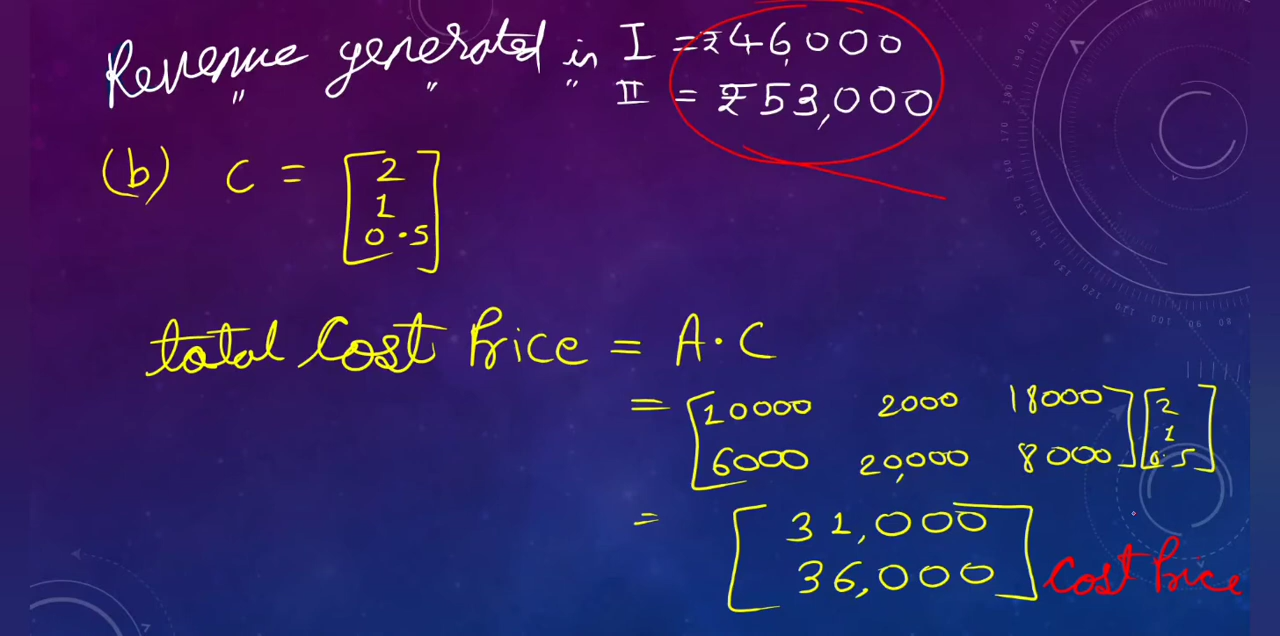 Revenue generated in I = ₹46,000
" " " II = ₹53,000
(b) C = [2
1
0.5]
total Cost Price = A.C
= [10000 2000 18000
6000 20,000 8000] [2
1
0.5]
= [31,000
36,000] Cost Price